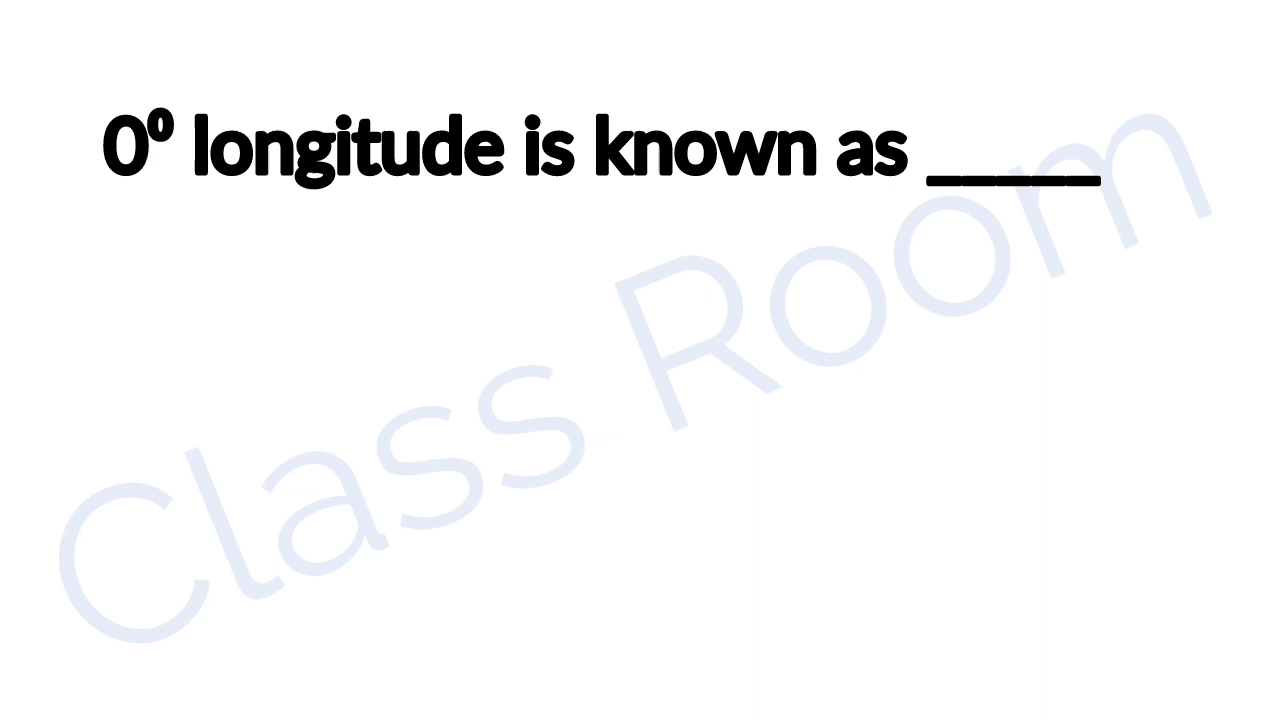 0⁰ longitude is known as _____
Class Room